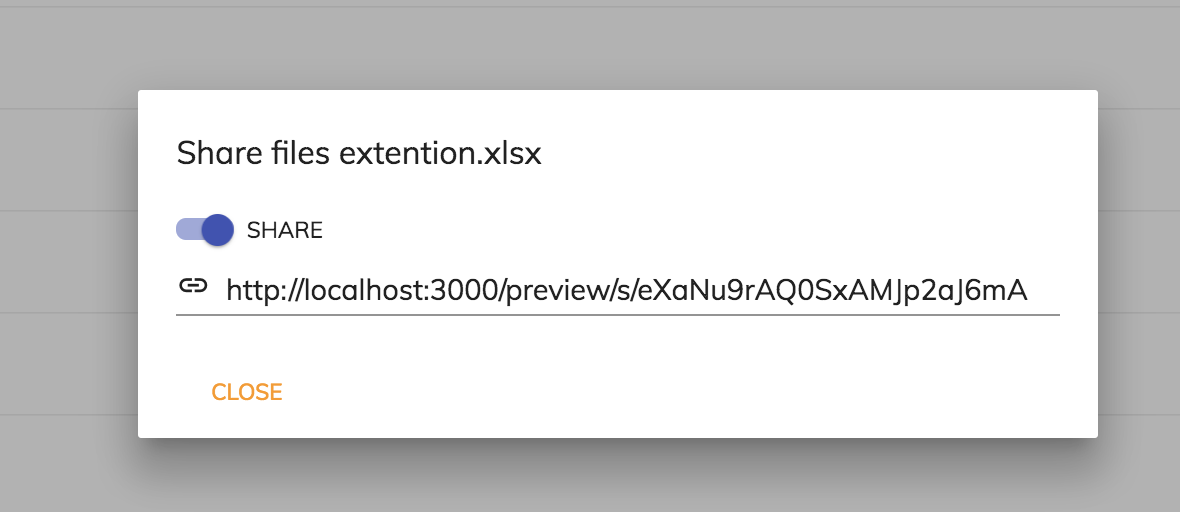 Share files extention.xlsx
SHARE
http://localhost:3000/preview/s/eXaNu9rAQ0SxAMJp2aJ6mA
CLOSE